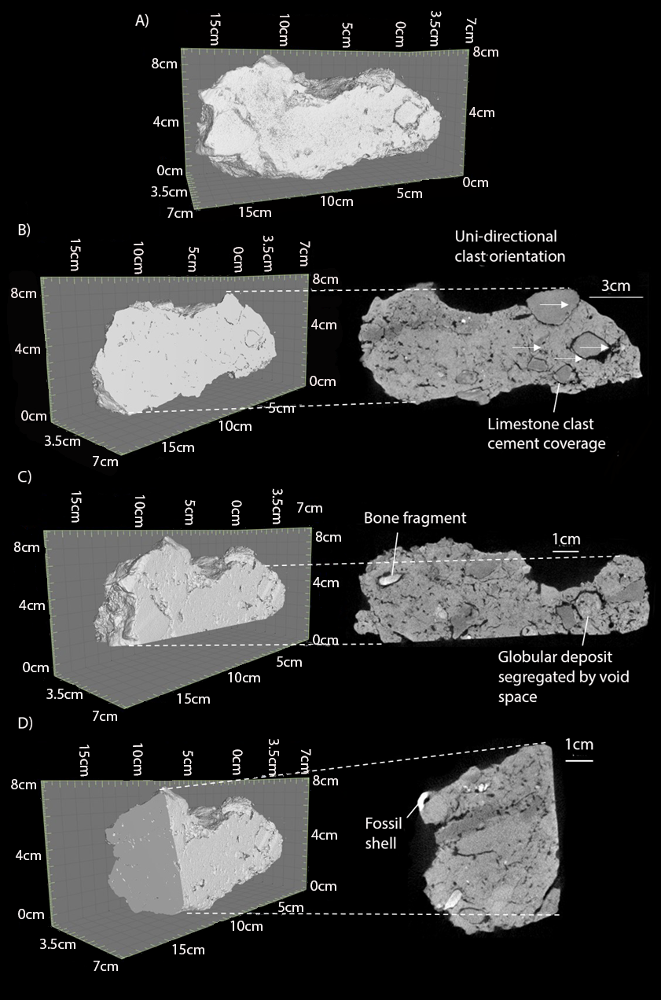 A)
15cm
10cm
5cm
0cm
3.5cm
7cm
8cm
8cm
4cm
4cm
0cm
0cm
3.5cm
7cm
15cm
10cm
5cm
B)
15cm
10cm
5cm
0cm
3.5cm
7cm
8cm
8cm
4cm
4cm
0cm
0cm
3.5cm
7cm
15cm
10cm
5cm
Uni-directional
clast orientation
3cm
Limestone clast
cement coverage
C)
15cm
10cm
5cm
0cm
3.5cm
7cm
8cm
8cm
4cm
4cm
0cm
0cm
3.5cm
7cm
15cm
10cm
5cm
Bone fragment
1cm
Globular deposit
segregated by void
space
D)
15cm
10cm
5cm
0cm
3.5cm
7cm
8cm
8cm
4cm
4cm
0cm
0cm
3.5cm
7cm
15cm
10cm
5cm
1cm
Fossil
shell